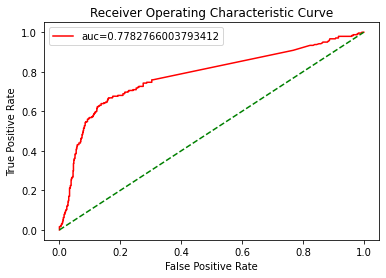 Receiver Operating Characteristic Curve
auc=0.7782766003793412
True Positive Rate
1.0
0.8
0.6
0.4
0.2
0.0
0.0 0.2 0.4 0.6 0.8 1.0
False Positive Rate